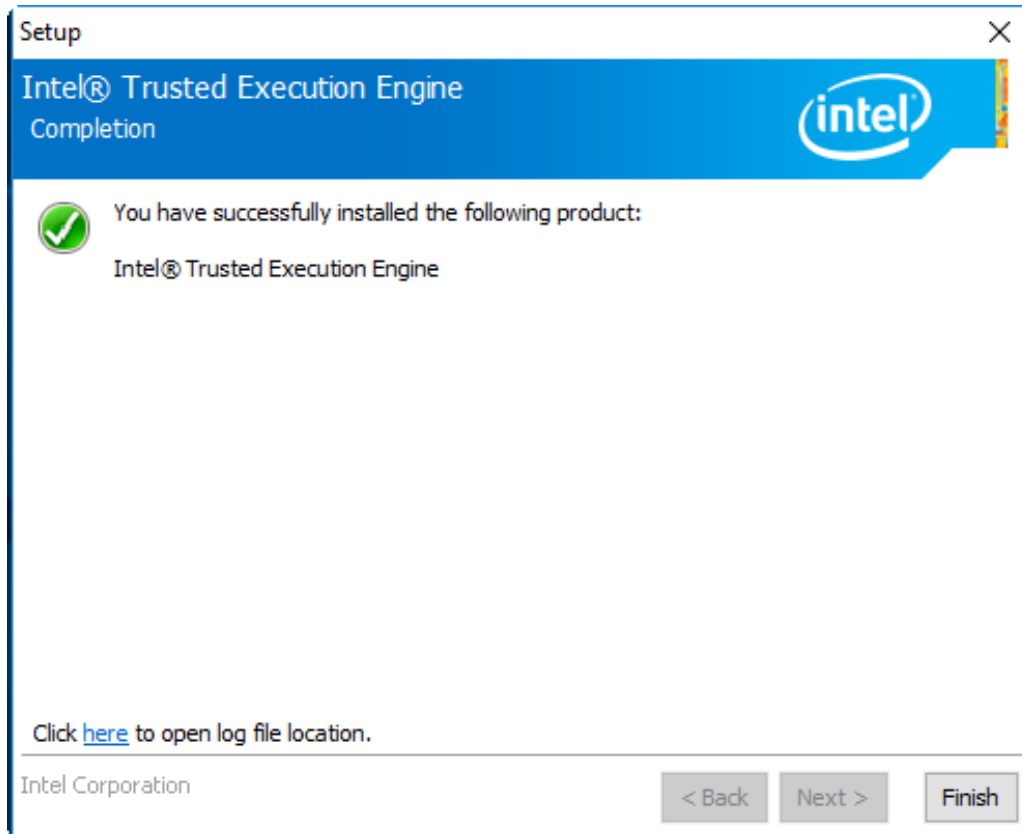 Setup
Intel® Trusted Execution Engine
Completion
intel
You have successfully installed the following product:
Intel® Trusted Execution Engine
Click here to open log file location.
Intel Corporation
< Back
Next >
Finish